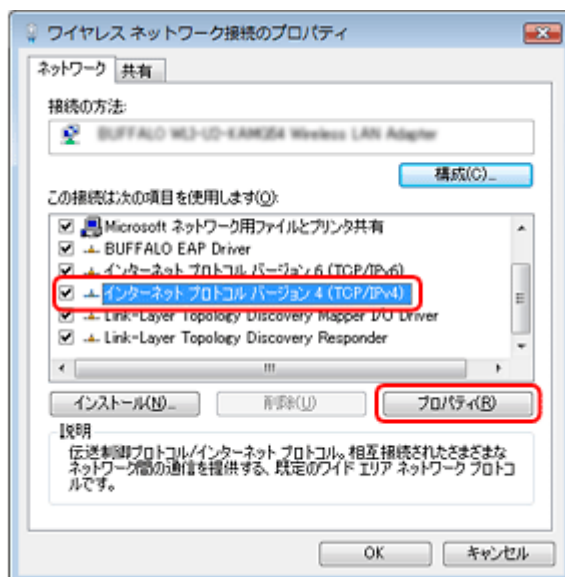 ワイヤレス ネットワーク接続のプロパティ
ネットワーク 共有
接続の方法:
BUFFALO Wireless LAN Adapter
構成(C)...
この接続は次の項目を使用します(O):
Microsoft ネットワーク用ファイルとプリンタ共有
BUFFALO EAP Driver
インターネット プロトコル バージョン 6 (TCP/IPv6)
インターネット プロトコル バージョン 4 (TCP/IPv4)
Link-Layer Topology Discovery Mapper I/O Driver
Link-Layer Topology Discovery Responder
インストール(N)... 削除(U) プロパティ(R)
説明
伝送制御プロトコル/インターネット プロトコル。相互接続されたさまざまな
ネットワーク間の通信を提供する、既定のワイド エリア ネットワーク プロトコ
ルです。
OK キャンセル